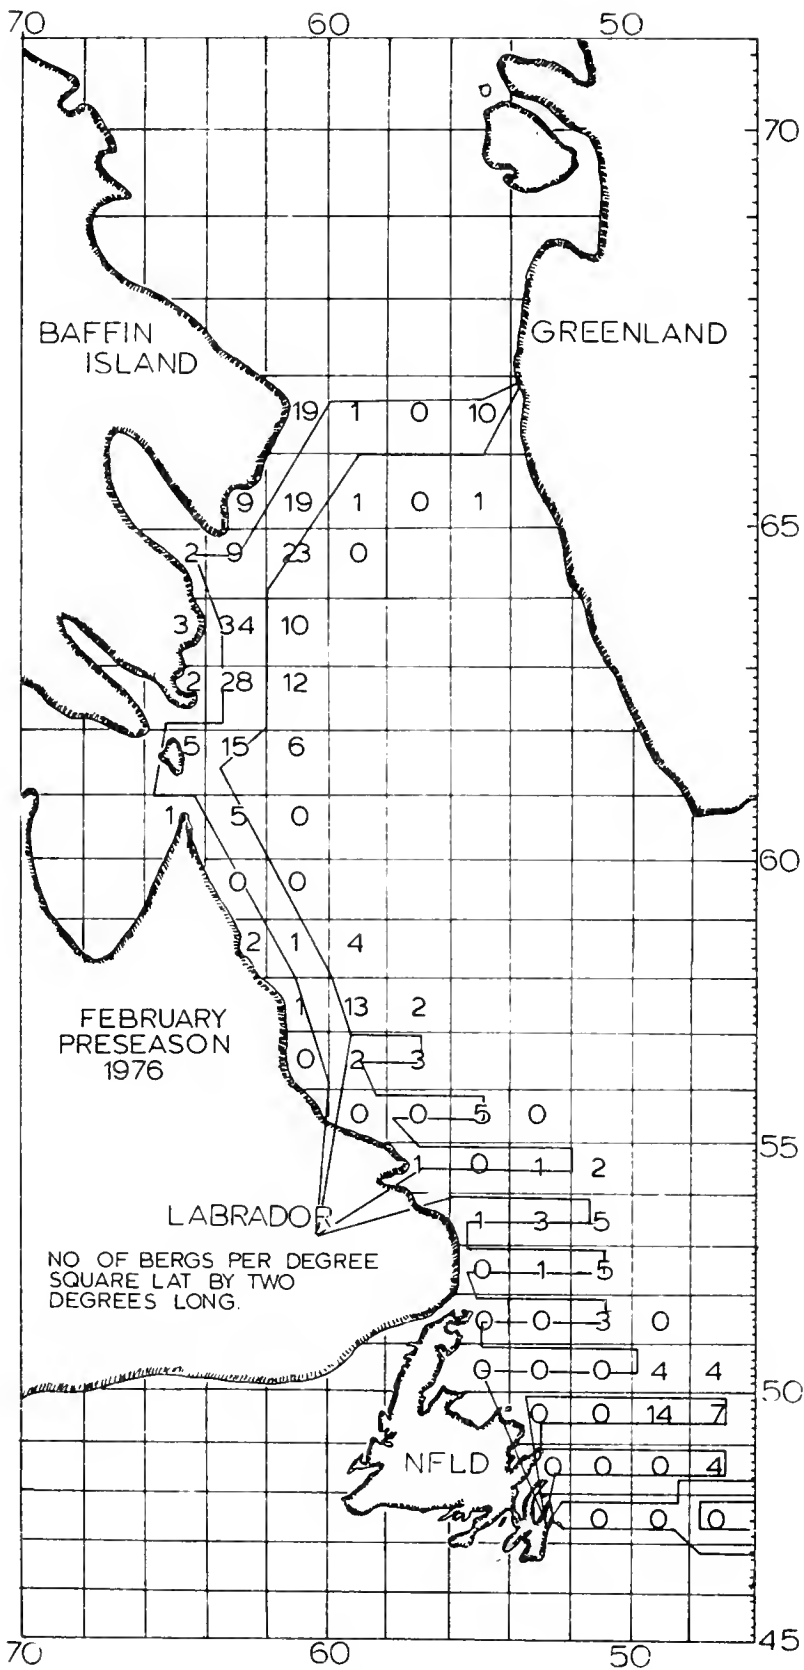 70 60 50
70
BAFFIN
ISLAND
GREENLAND
19 1 0 10
9 19 1 0 1
65
2 9 23 0
3 34 10
2 28 12
5 15 6
1 5 0
60
0 0
2 1 4
1 13 2
FEBRUARY
PRESEASON
1976
0 2 3
0 0 5 0
55
1 0 1 2
LABRADOR
1 3 5
NO OF BERGS PER DEGREE
SQUARE LAT BY TWO
DEGREES LONG.
0 1 5
0 0 3 0
0 0 0 4 4
50
0 0 14 7
NFLD
0 0 0 4
0 0 0
45
70 60 50